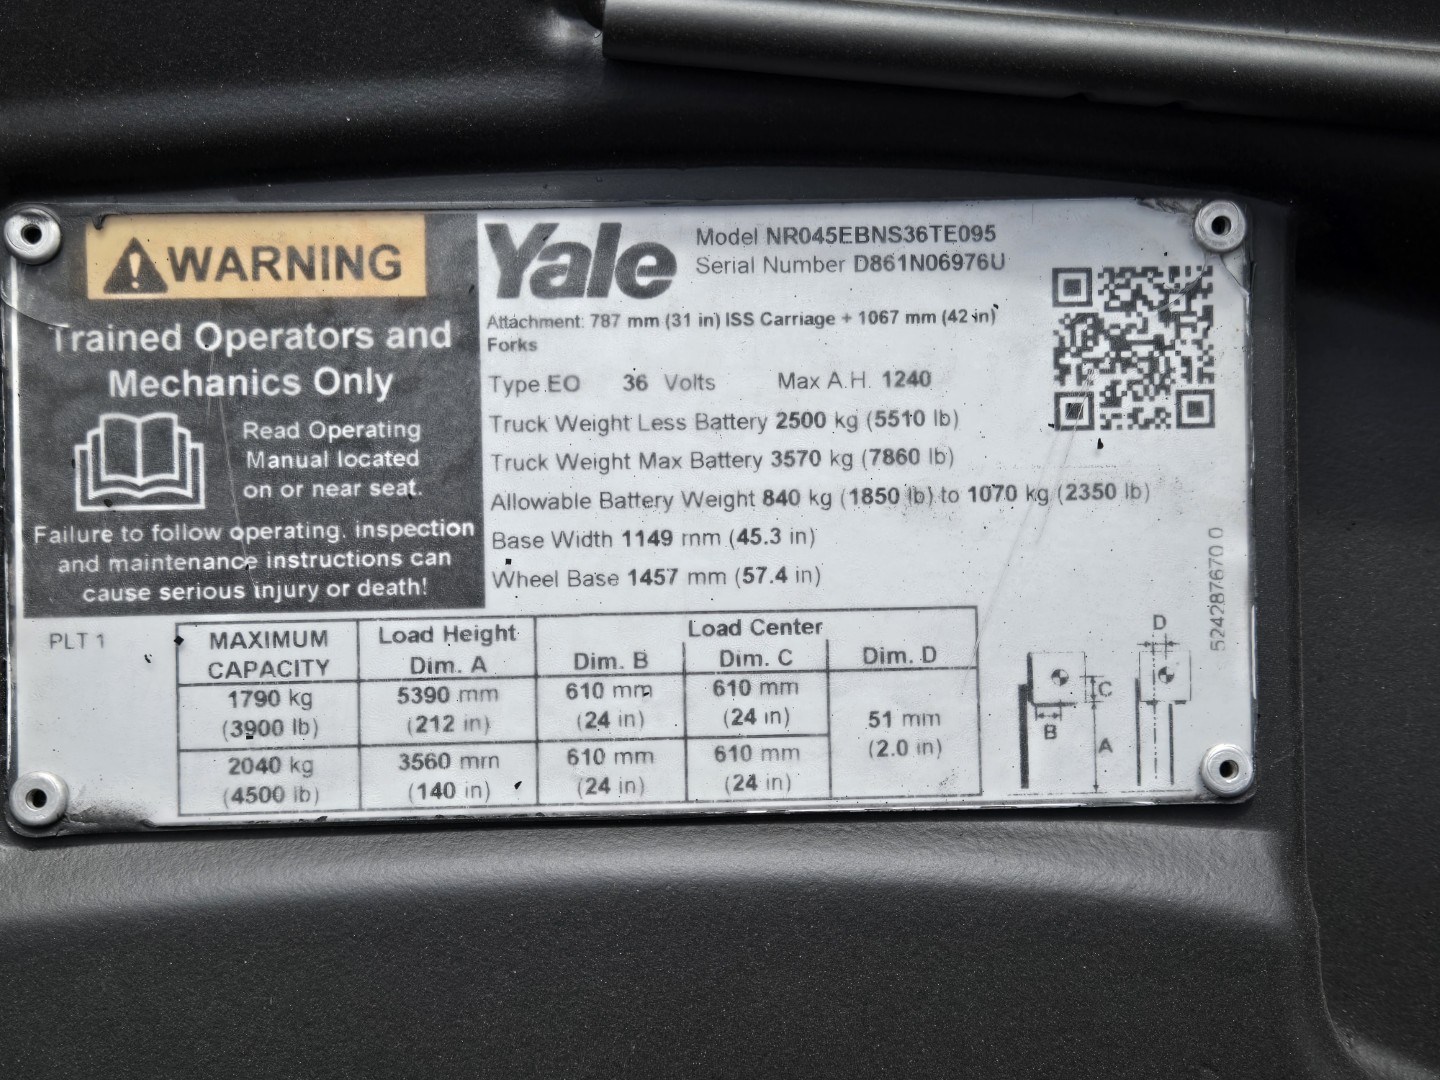 WARNING
Trained Operators and
Mechanics Only
Read Operating
Manual located
on or near seat.
Failure to follow operating, inspection
and maintenance instructions can
cause serious injury or death!
Yale
Model NR045EBNS36TE095
Serial Number D861N06976U
Attachment: 787 mm (31 in) ISS Carriage + 1067 mm (42 in)
Forks
Type EO 36 Volts Max A.H. 1240
Truck Weight Less Battery 2500 kg (5510 lb)
Truck Weight Max Battery 3570 kg (7860 lb)
Allowable Battery Weight 840 kg (1850 lb) to 1070 kg (2350 lb)
Base Width 1149 mm (45.3 in)
Wheel Base 1457 mm (57.4 in)
524287670 0
PLT 1
MAXIMUM Load Height Load Center
CAPACITY Dim. A Dim. B Dim. C Dim. D
1790 kg 5390 mm 610 mm 610 mm
(3900 lb) (212 in) (24 in) (24 in)
51 mm
(2.0 in)
2040 kg 3560 mm 610 mm 610 mm
(4500 lb) (140 in) (24 in) (24 in)
D
C
B
A